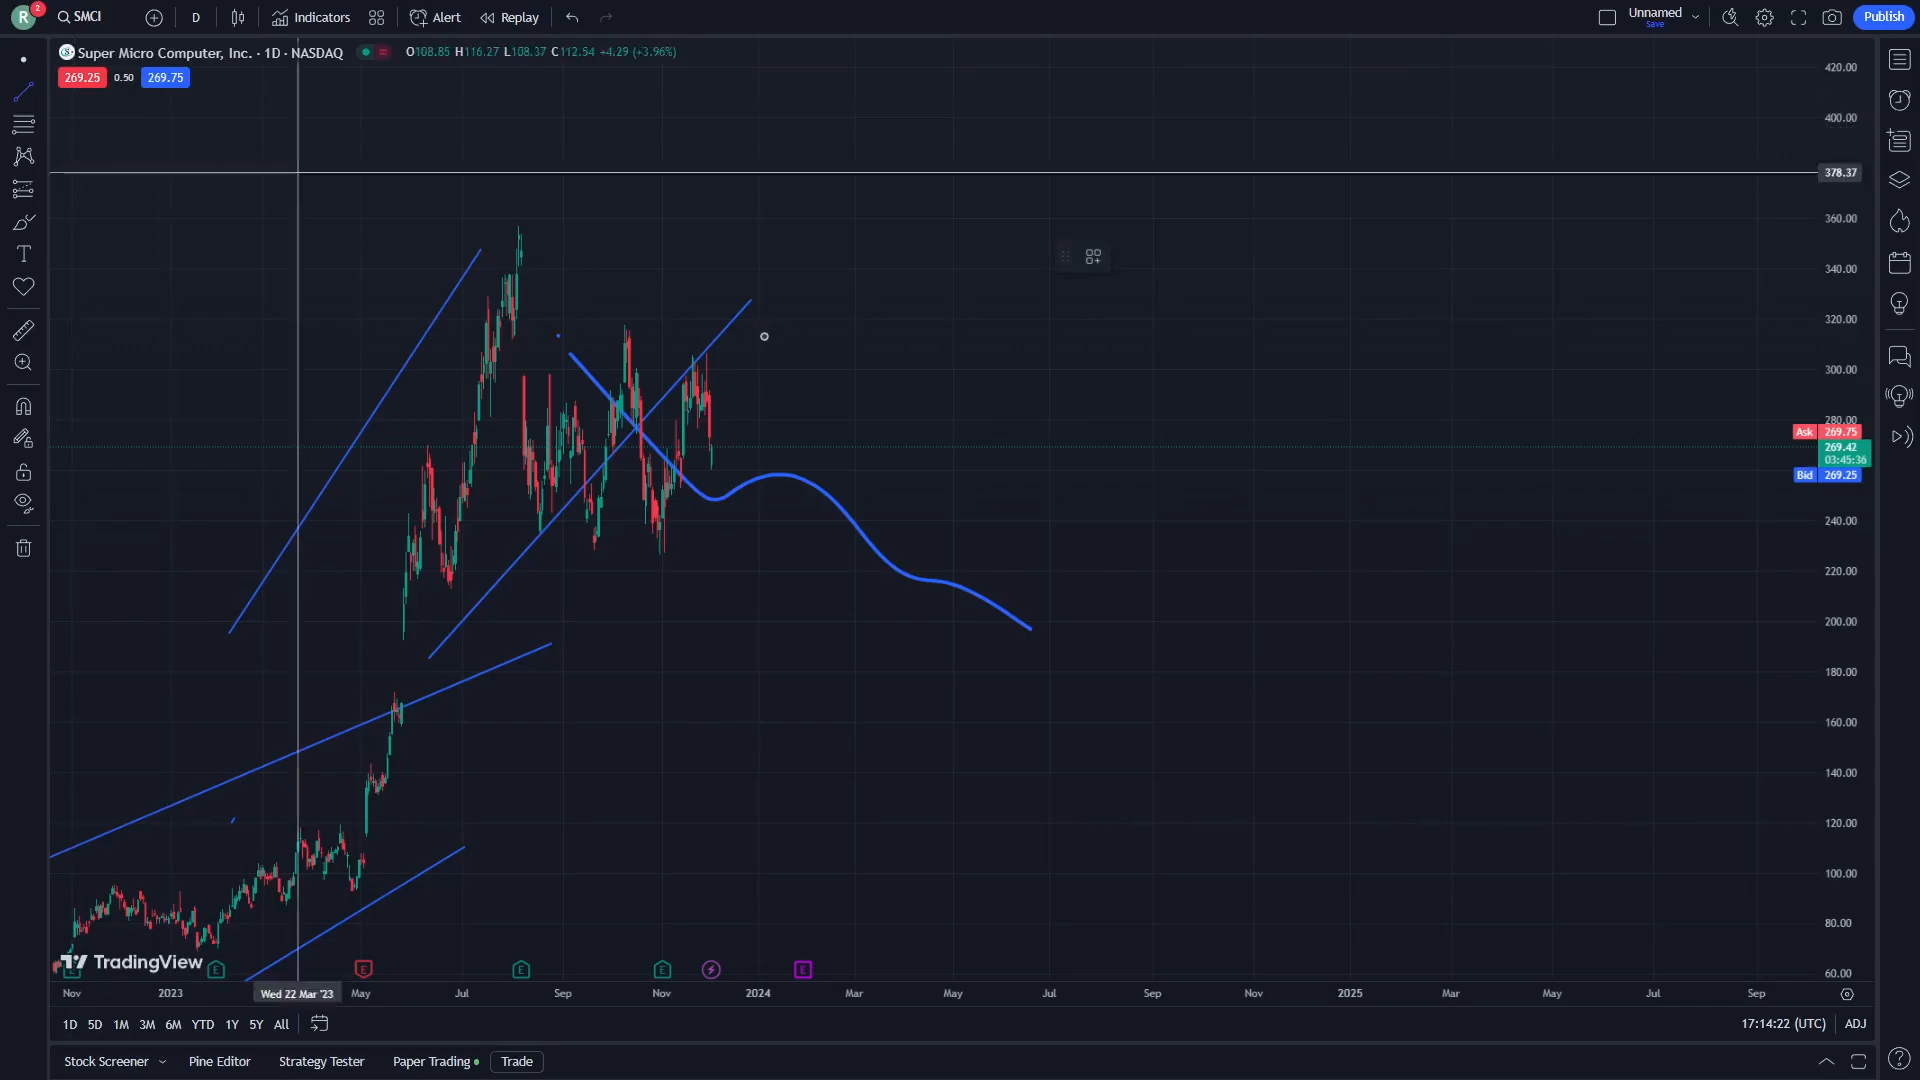 R 2 SMCI D Indicators Alert Replay Unnamed Save Publish
Super Micro Computer, Inc. · 1D · NASDAQ O108.85 H116.27 L108.37 C112.54 +4.29 (+3.96%)
269.25 0.50 269.75
420.00
400.00
378.37
360.00
340.00
320.00
300.00
280.00
Ask 269.75
269.42
03:45:36
Bid 269.25
240.00
220.00
200.00
180.00
160.00
140.00
120.00
100.00
80.00
60.00
TradingView
E E E E E E
Nov 2023 Wed 22 Mar '23 May Jul Sep Nov 2024 Mar May Jul Sep Nov 2025 Mar May Jul Sep
1D 5D 1M 3M 6M YTD 1Y 5Y All 17:14:22 (UTC) ADJ
Stock Screener Pine Editor Strategy Tester Paper Trading Trade